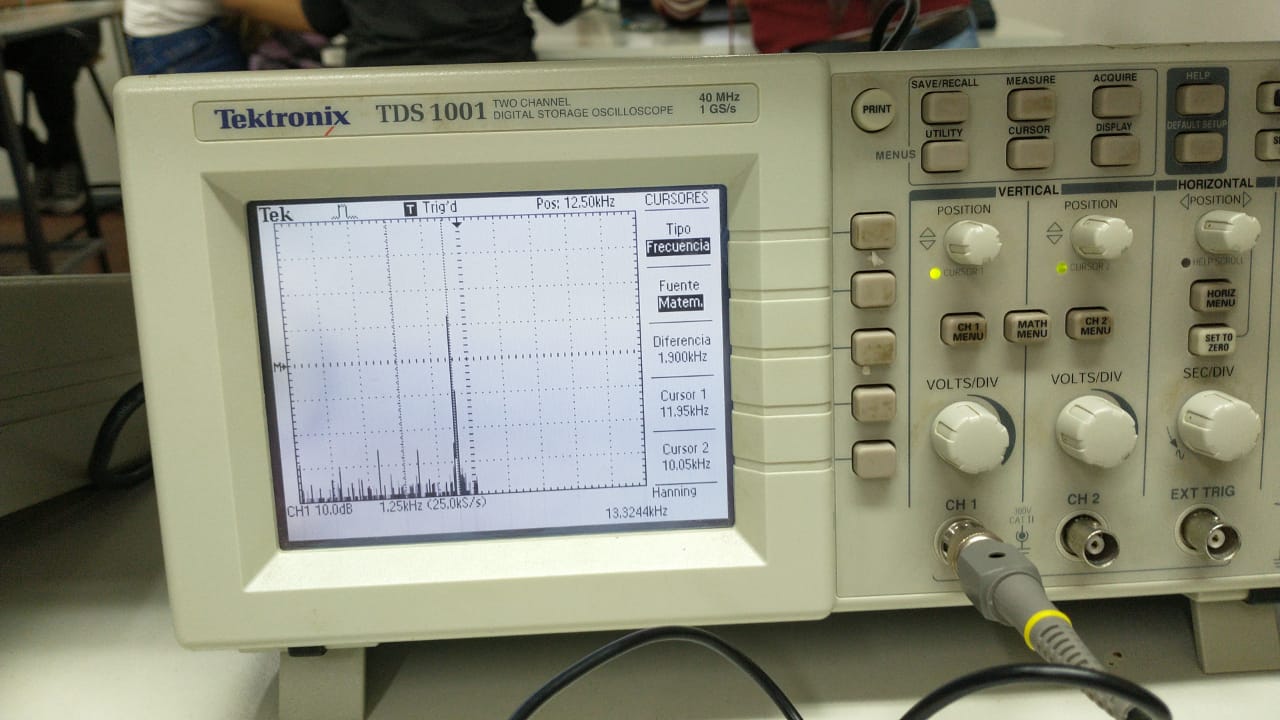 Tektronix TDS 1001 TWO CHANNEL DIGITAL STORAGE OSCILLOSCOPE 40 MHz 1 GS/s
Tek T Trig'd Pos: 12.50kHz CURSORES
Tipo
Frecuencia
Fuente
Matem.
Diferencia
1.900kHz
Cursor 1
11.95kHz
Cursor 2
10.05kHz
Hanning
M
CH1 10.0dB 1.25kHz (25.0kS/s)
13.3244kHz
PRINT
SAVE/RECALL MEASURE ACQUIRE HELP
MENUS UTILITY CURSOR DISPLAY DEFAULT SETUP
VERTICAL HORIZONTAL
POSITION POSITION POSITION
CURSOR 1 CURSOR 2 HELP SCROLL
CH 1 MENU MATH MENU CH 2 MENU HORIZ MENU
SET TO ZERO
VOLTS/DIV VOLTS/DIV SEC/DIV
CH 1 CH 2 EXT TRIG
300V
CAT II